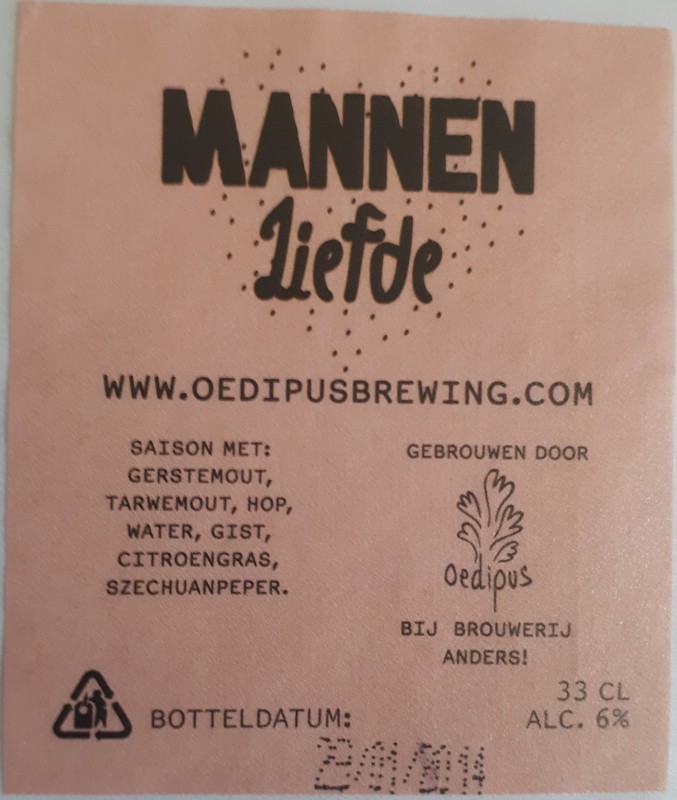 MANNEN
Liefde
WWW.OEDIPUSBREWING.COM
SAISON MET:
GERSTEMOUT,
TARWEMOUT, HOP,
WATER, GIST,
CITROENGRAS,
SZECHUANPEPER.
GEBROUWEN DOOR
Oedipus
BIJ BROUWERIJ
ANDERS!
33 CL
BOTTELDATUM:
ALC. 6%